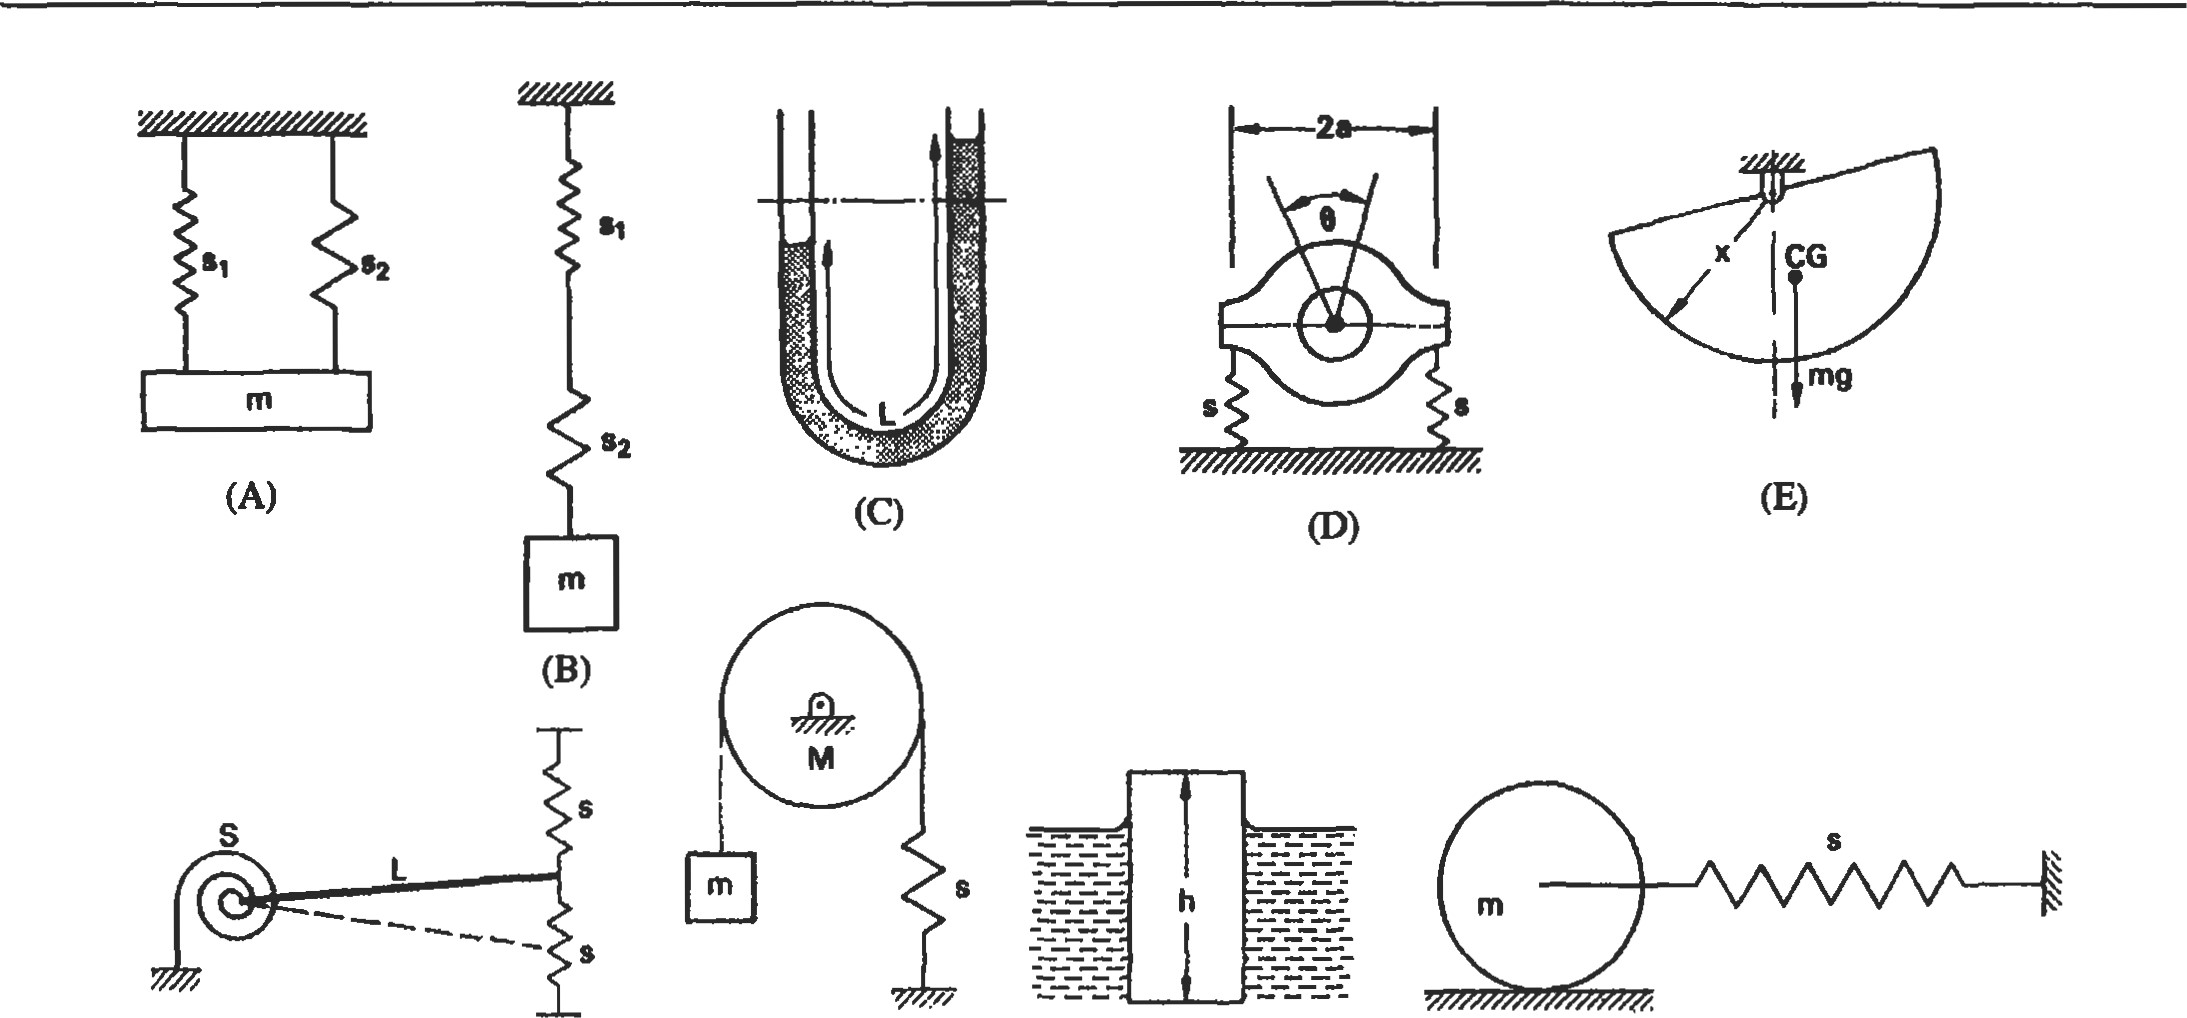 s₁
s₂
m
(A)
s₁
s₂
m
(B)
L
(C)
2a
θ
s
s
(D)
x
CG
mg
(E)
S
L
s
s
M
m
s
h
m
s